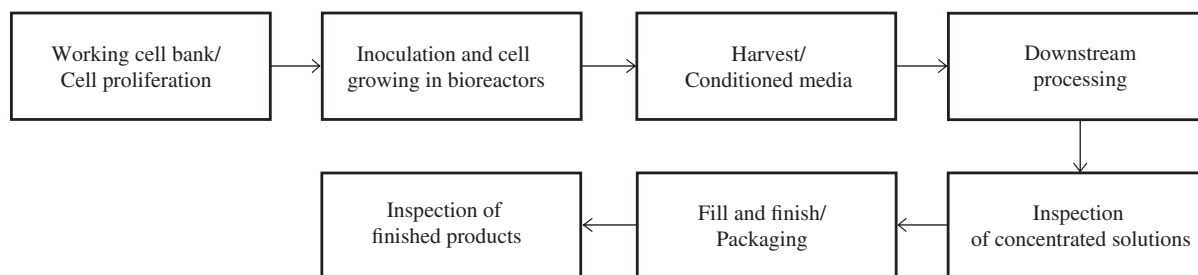 Working cell bank/
Cell proliferation
Inoculation and cell
growing in bioreactors
Harvest/
Conditioned media
Downstream
processing
Inspection
of concentrated solutions
Fill and finish/
Packaging
Inspection of
finished products